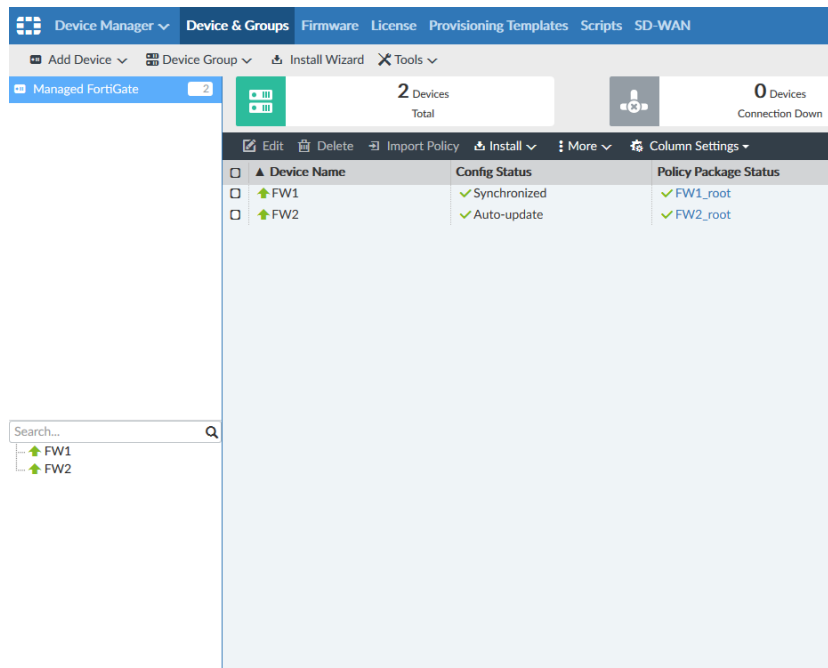 Device Manager Device & Groups Firmware License Provisioning Templates Scripts SD-WAN
Add Device Device Group Install Wizard Tools
Managed FortiGate 2
2 Devices
Total
0 Devices
Connection Down
Edit Delete Import Policy Install More Column Settings
Device Name Config Status Policy Package Status
FW1 Synchronized FW1_root
FW2 Auto-update FW2_root
Search...
FW1
FW2